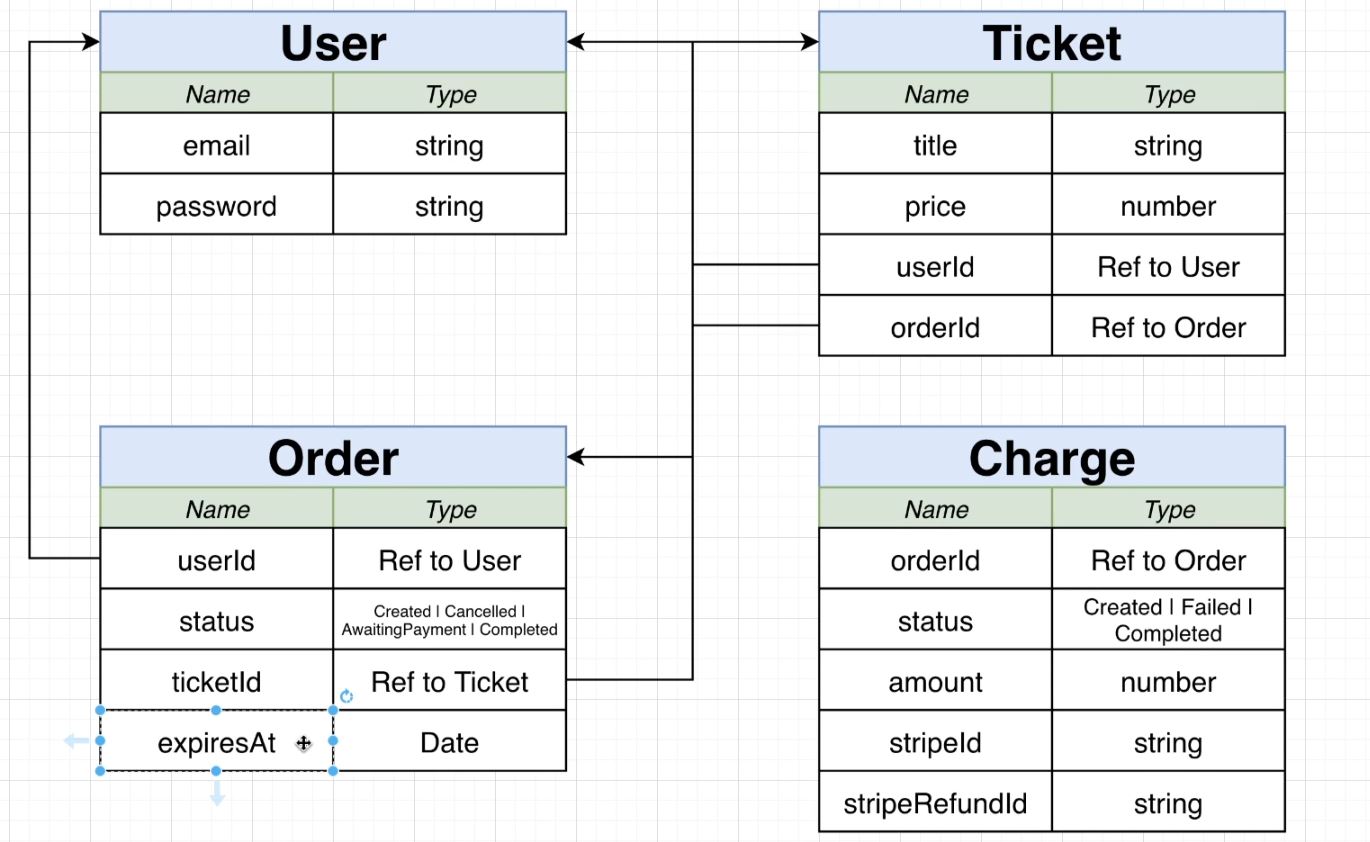 User
Name Type
email string
password string
Ticket
Name Type
title string
price number
userId Ref to User
orderId Ref to Order
Order
Name Type
userId Ref to User
status Created | Cancelled |
AwaitingPayment | Completed
ticketId Ref to Ticket
expiresAt Date
Charge
Name Type
orderId Ref to Order
status Created | Failed |
Completed
amount number
stripeId string
stripeRefundId string